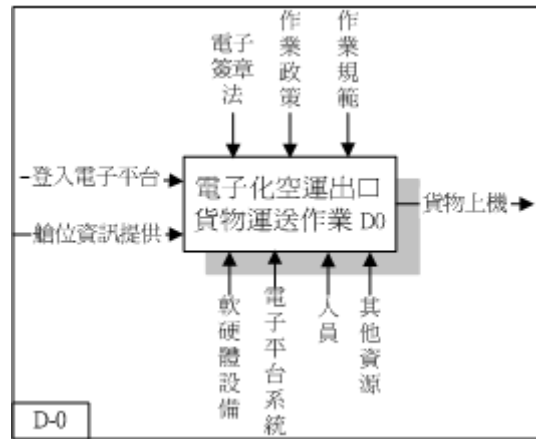 電子簽章法
作業政策
作業規範
登入電子平台
艙位資訊提供
電子化空運出口
貨物運送作業 D0
貨物上機
軟硬體設備
電子平台系統
人員
其他資源
D-0